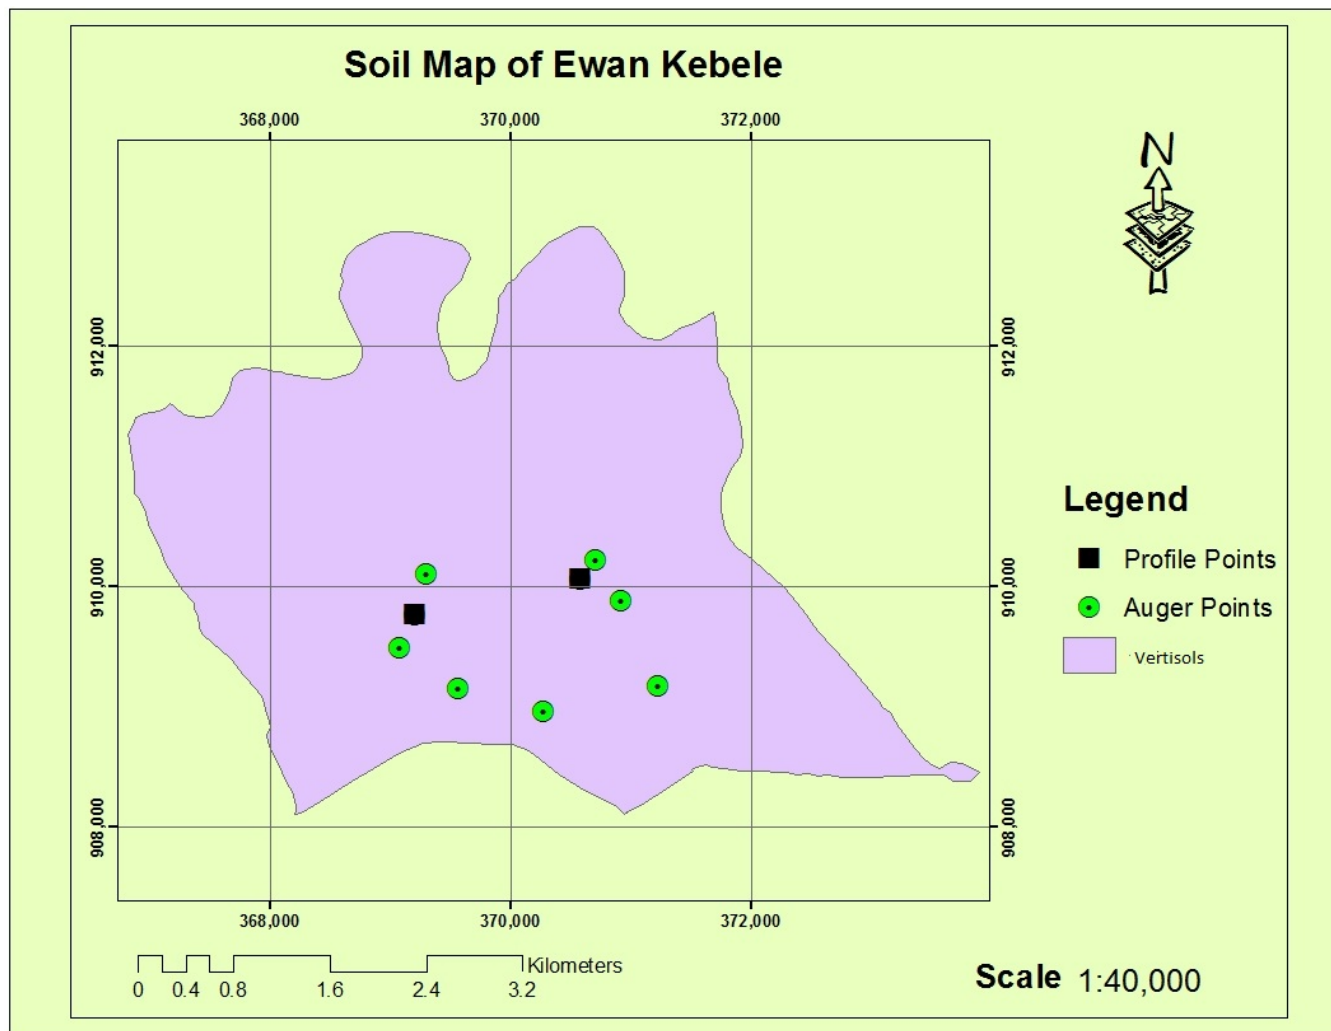 Soil Map of Ewan Kebele
368,000 370,000 372,000
N
912,000 912,000
Legend
Profile Points
910,000 910,000
Auger Points
Vertisols
908,000 908,000
368,000 370,000 372,000
Kilometers
0 0.4 0.8 1.6 2.4 3.2
Scale 1:40,000